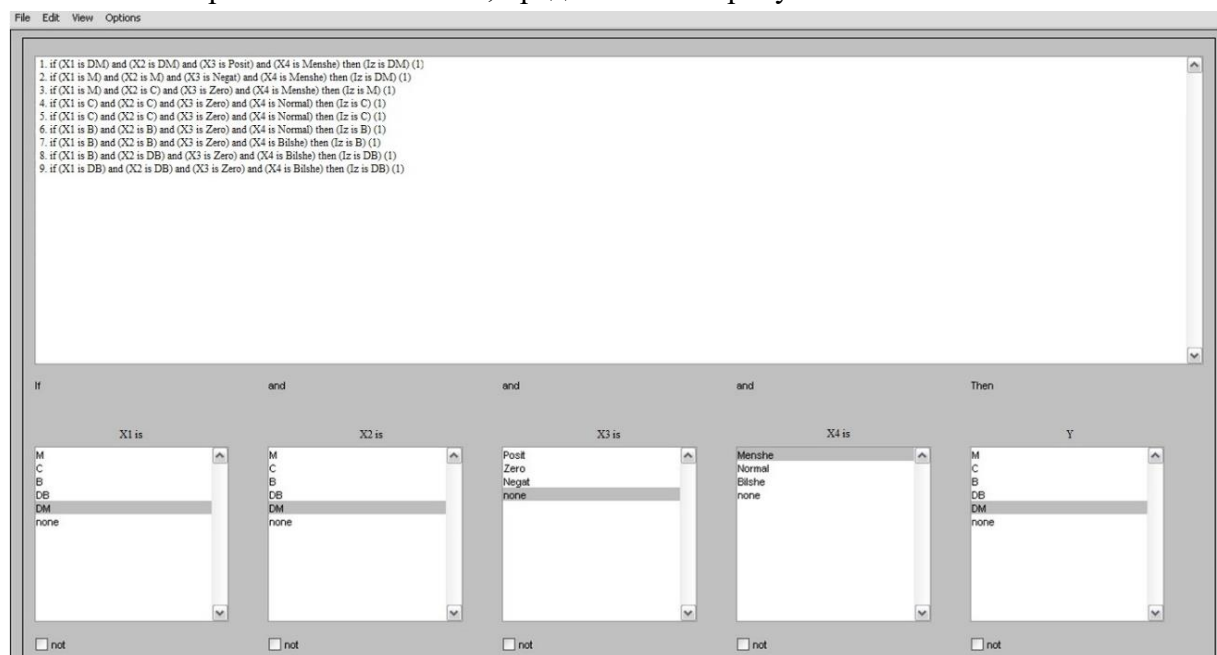 File Edit View Options
1. if (X1 is DM) and (X2 is DM) and (X3 is Posit) and (X4 is Menshe) then (Iz is DM) (1)
2. if (X1 is M) and (X2 is M) and (X3 is Negat) and (X4 is Menshe) then (Iz is DM) (1)
3. if (X1 is M) and (X2 is C) and (X3 is Zero) and (X4 is Menshe) then (Iz is M) (1)
4. if (X1 is C) and (X2 is C) and (X3 is Zero) and (X4 is Normal) then (Iz is C) (1)
5. if (X1 is C) and (X2 is C) and (X3 is Zero) and (X4 is Normal) then (Iz is C) (1)
6. if (X1 is B) and (X2 is B) and (X3 is Zero) and (X4 is Normal) then (Iz is B) (1)
7. if (X1 is B) and (X2 is B) and (X3 is Zero) and (X4 is Bilshe) then (Iz is B) (1)
8. if (X1 is B) and (X2 is DB) and (X3 is Zero) and (X4 is Bilshe) then (Iz is DB) (1)
9. if (X1 is DB) and (X2 is DB) and (X3 is Zero) and (X4 is Bilshe) then (Iz is DB) (1)
If and and and Then
X1 is X2 is X3 is X4 is Y
M M Posit Menshe M
C C Zero Normal C
B B Negat Bilshe B
DB DB none none DB
DM DM DM
none none none
not not not not not